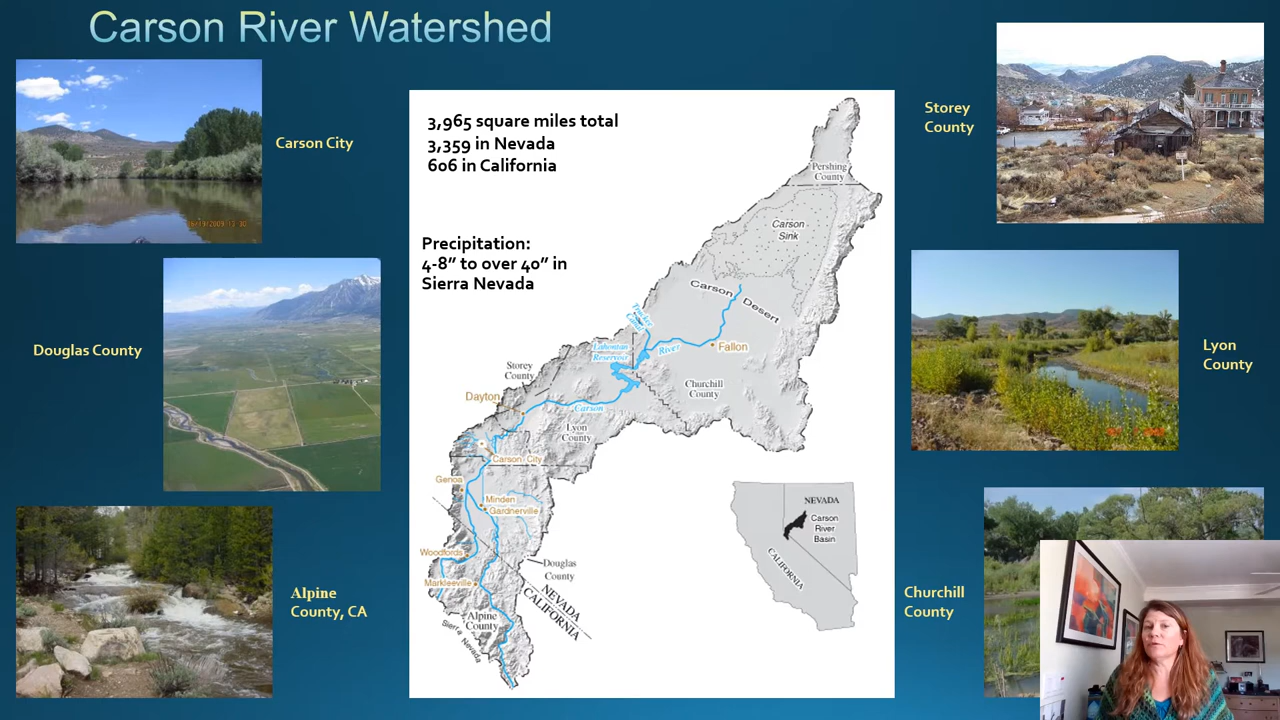 Carson River Watershed
Carson City
Douglas County
Alpine
County, CA
3,965 square miles total
3,359 in Nevada
606 in California
Precipitation:
4-8” to over 40” in
Sierra Nevada
Pershing
County
Carson
Sink
Carson Desert
Truckee
Canal
Lahontan
Reservoir
River
Fallon
Storey
County
Churchill
County
Dayton
Carson
Lyon
County
Carson City
Genoa
Minden
Gardnerville
Woodfords
Douglas
County
Markleeville
NEVADA
CALIFORNIA
Alpine
County
Sierra Nevada
NEVADA
Carson
River
Basin
CALIFORNIA
Storey
County
Lyon
County
Churchill
County